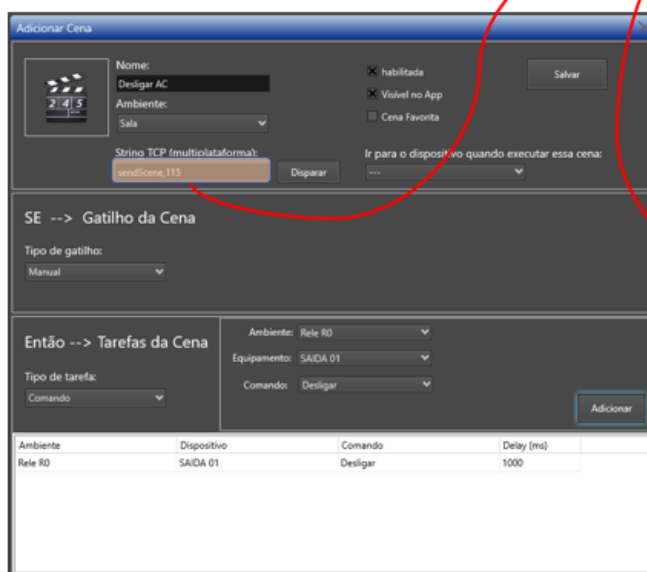 Adicionar Cena
Nome:
Desligar AC
Ambiente:
Sala
String TCP (multiplataforma):
sendScene,115
Disparar
habilitada
Visível no App
Cena Favorita
Salvar
Ir para o dispositivo quando executar essa cena:
---
SE --> Gatilho da Cena
Tipo de gatilho:
Manual
Então --> Tarefas da Cena
Tipo de tarefa:
Comando
Ambiente: Rele R0
Equipamento: SAIDA 01
Comando: Desligar
Adicionar
Ambiente Dispositivo Comando Delay (ms)
Rele R0 SAIDA 01 Desligar 1000